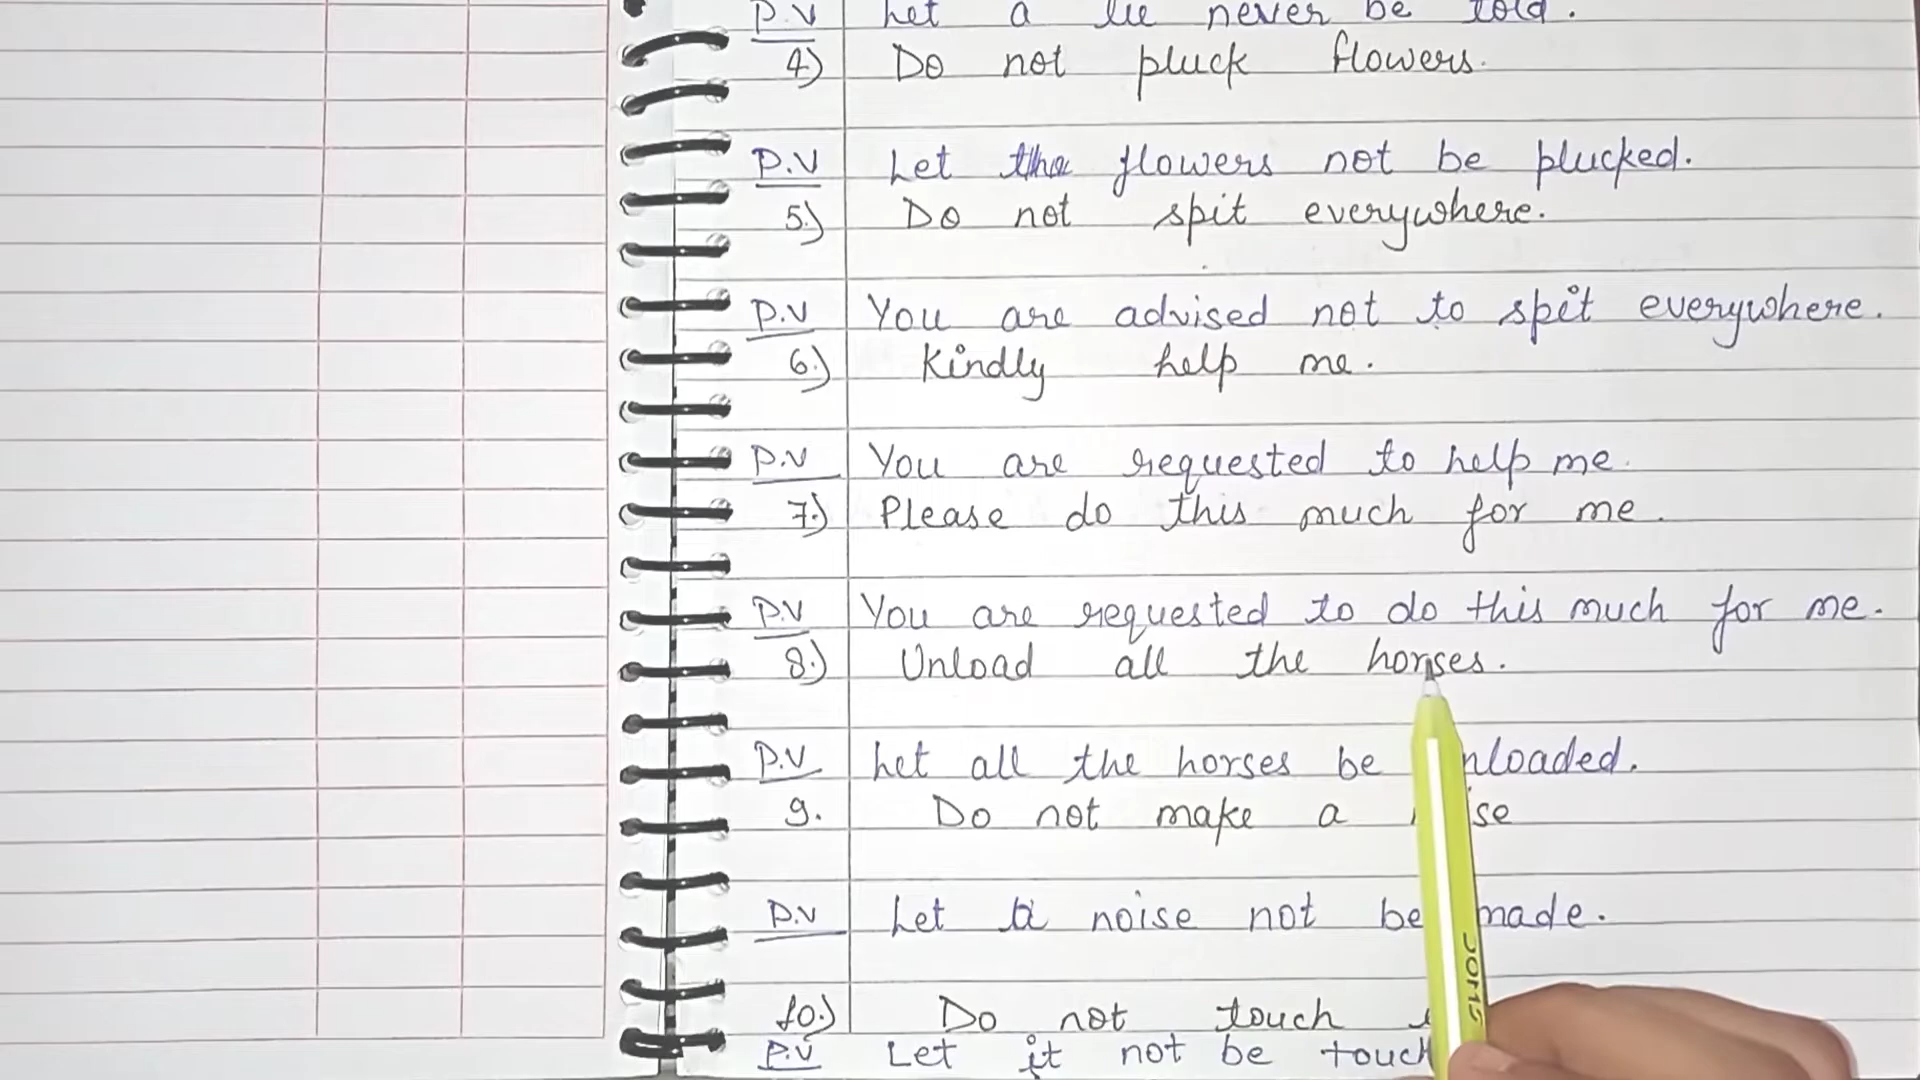 P.V Let a lie never be told.
4) Do not pluck flowers.
P.V Let the flowers not be plucked.
5.) Do not spit everywhere.
P.V You are advised not to spit everywhere.
6.) Kindly help me.
P.V You are requested to help me.
7.) Please do this much for me.
P.V You are requested to do this much for me.
8.) Unload all the horses.
P.V Let all the horses be nloaded.
9. Do not make a se
P.V Let a noise not be made.
10.) Do not touch
P.V Let it not be touch
DOMS